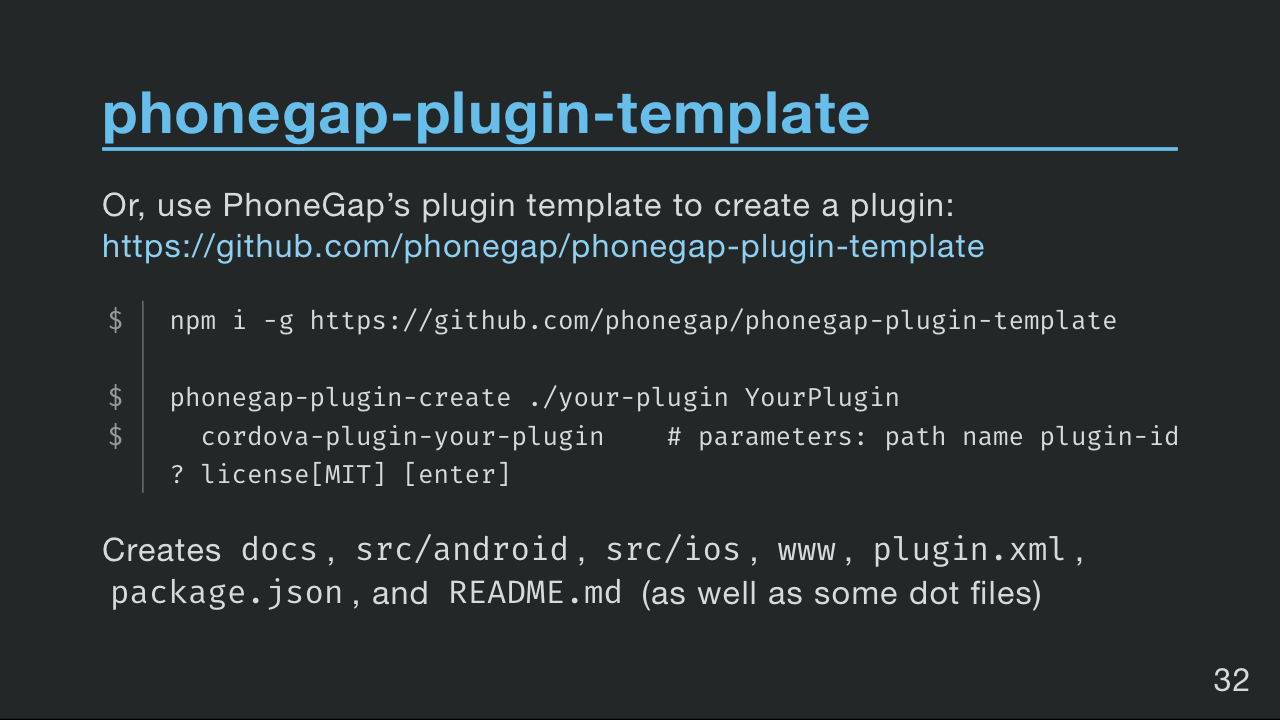 phonegap-plugin-template
Or, use PhoneGap’s plugin template to create a plugin:
https://github.com/phonegap/phonegap-plugin-template
$ npm i -g https://github.com/phonegap/phonegap-plugin-template
$ phonegap-plugin-create ./your-plugin YourPlugin
$ cordova-plugin-your-plugin # parameters: path name plugin-id
? license[MIT] [enter]
Creates docs, src/android, src/ios, www, plugin.xml,
package.json, and README.md (as well as some dot files)
32